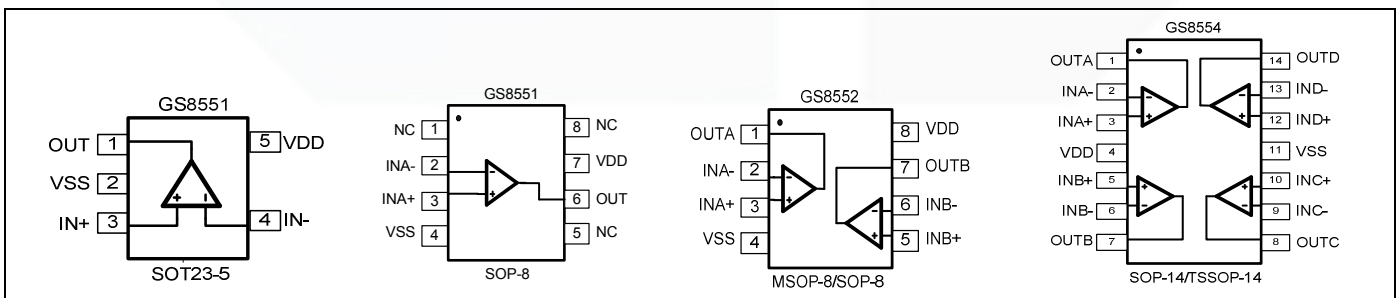 GS8551
OUT 1
5 VDD
VSS 2
IN+ 3
+ -
4 IN-
SOT23-5
GS8551
NC 1
8 NC
INA- 2
-
7 VDD
INA+ 3
+
6 OUT
VSS 4
5 NC
SOP-8
GS8552
OUTA 1
8 VDD
INA- 2
-
7 OUTB
INA+ 3
+
-
6 INB-
VSS 4
+
5 INB+
MSOP-8/SOP-8
GS8554
OUTA 1
14 OUTD
INA- 2
- -
13 IND-
INA+ 3
+ +
12 IND+
VDD 4
11 VSS
INB+ 5
+ +
10 INC+
INB- 6
- -
9 INC-
OUTB 7
8 OUTC
SOP-14/TSSOP-14